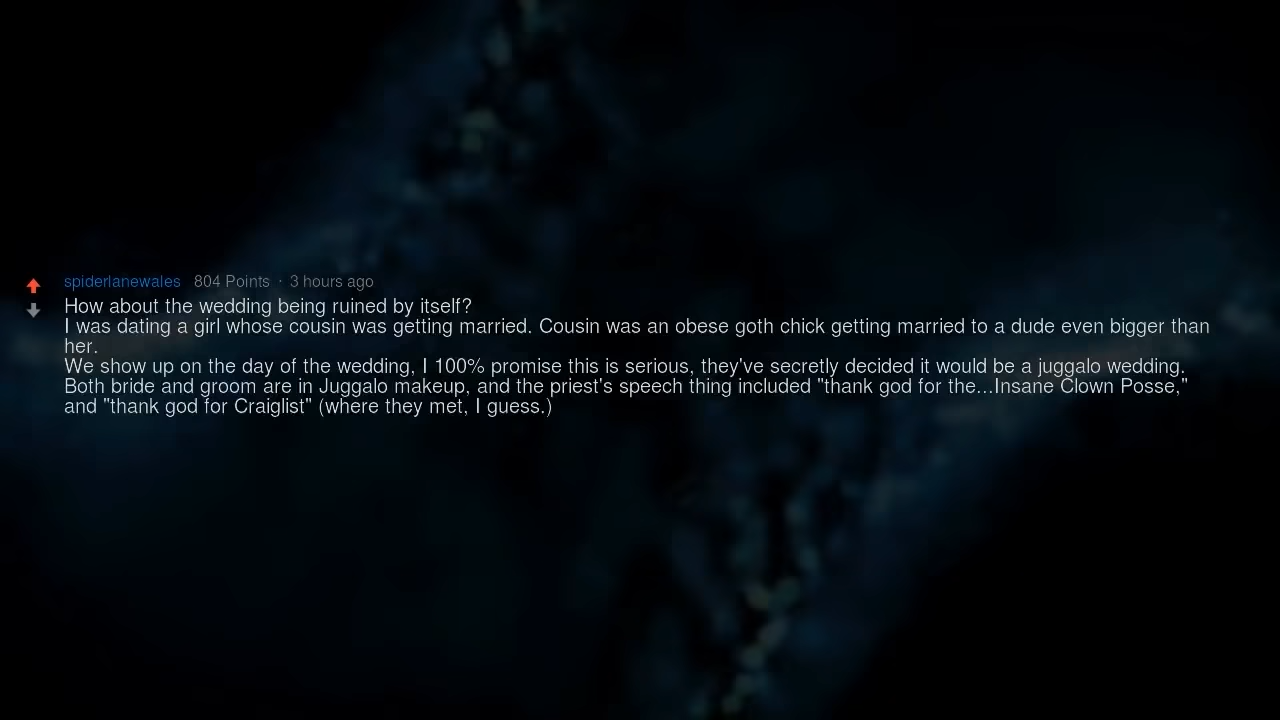 spiderlanewales 804 Points · 3 hours ago
How about the wedding being ruined by itself?
I was dating a girl whose cousin was getting married. Cousin was an obese goth chick getting married to a dude even bigger than
her.
We show up on the day of the wedding, I 100% promise this is serious, they've secretly decided it would be a juggalo wedding.
Both bride and groom are in Juggalo makeup, and the priest's speech thing included "thank god for the...Insane Clown Posse,"
and "thank god for Craiglist" (where they met, I guess.)